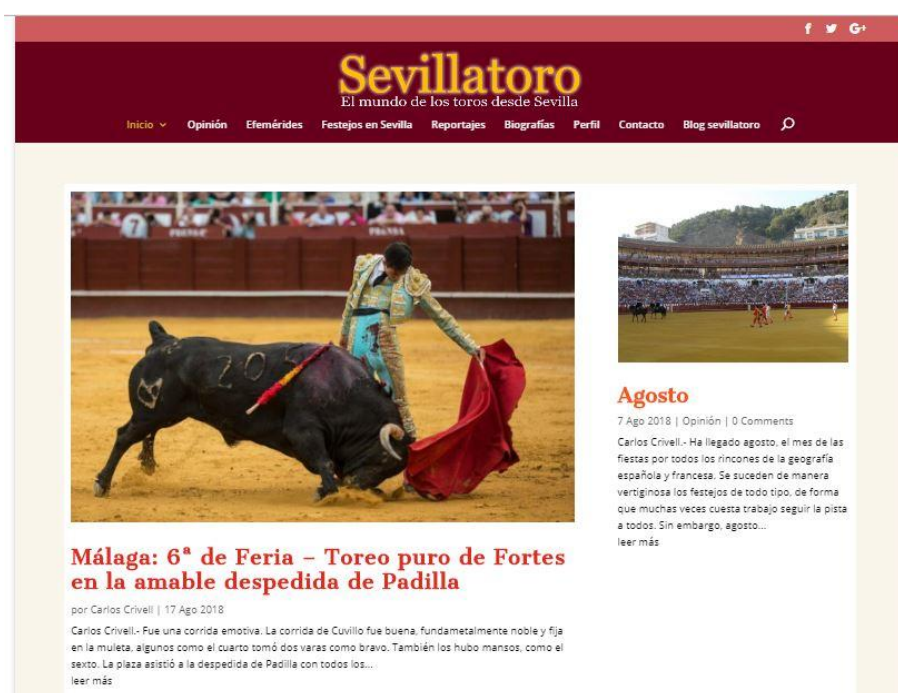 Sevillatoro
El mundo de los toros desde Sevilla
Inicio Opinión Efemérides Festejos en Sevilla Reportajes Biografías Perfil Contacto Blog sevillatoro
7
PRENSA
20
Málaga: 6ª de Feria – Toreo puro de Fortes
en la amable despedida de Padilla
por Carlos Crivell | 17 Ago 2018
Carlos Crivell.- Fue una corrida emotiva. La corrida de Cuvillo fue buena, fundametalmente noble y fija
en la muleta, algunos como el cuarto tomó dos varas como bravo. También los hubo mansos, como el
sexto. La plaza asistió a la despedida de Padilla con todos los...
leer más
Agosto
7 Ago 2018 | Opinión | 0 Comments
Carlos Crivell.- Ha llegado agosto, el mes de las
fiestas por todos los rincones de la geografía
española y francesa. Se suceden de manera
vertiginosa los festejos de todo tipo, de forma
que muchas veces cuesta trabajo seguir la pista
a todos. Sin embargo, agosto...
leer más